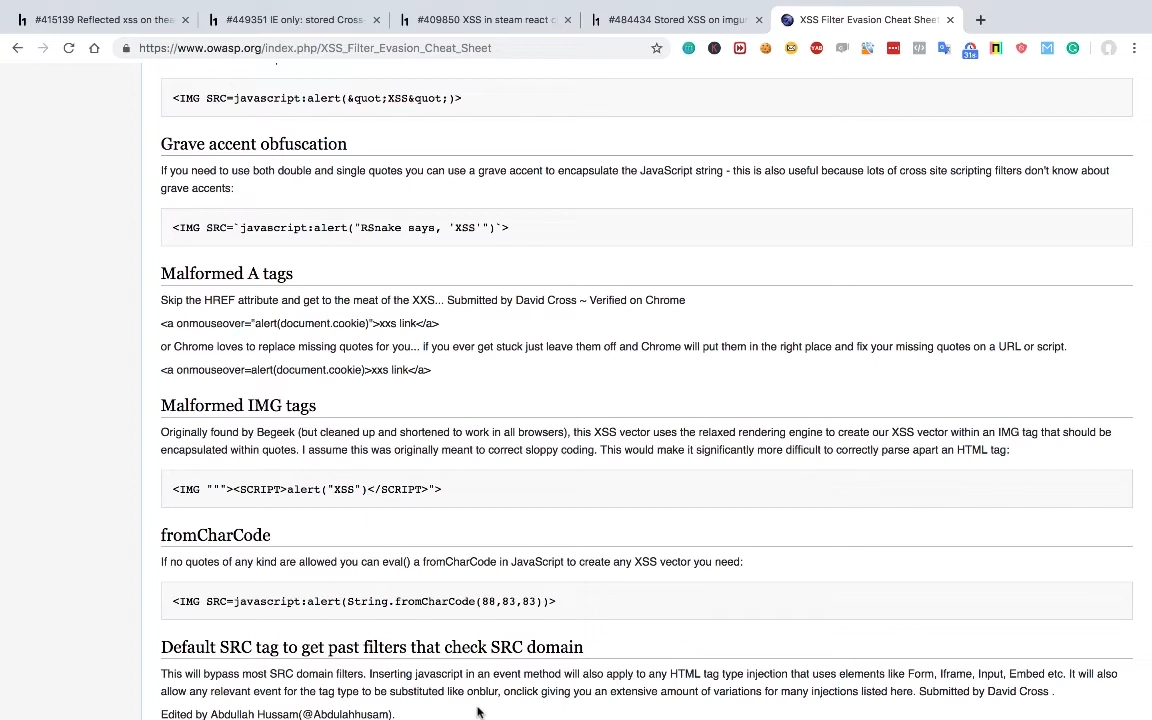 #415139 Reflected xss on thea
#449351 IE only: stored Cross-
#409850 XSS in steam react c
#484434 Stored XSS on imgur
XSS Filter Evasion Cheat Sheet
https://www.owasp.org/index.php/XSS_Filter_Evasion_Cheat_Sheet
31s
<IMG SRC=javascript:alert(&quot;XSS&quot;)>
Grave accent obfuscation
If you need to use both double and single quotes you can use a grave accent to encapsulate the JavaScript string - this is also useful because lots of cross site scripting filters don't know about
grave accents:
<IMG SRC=`javascript:alert("RSnake says, 'XSS'")`>
Malformed A tags
Skip the HREF attribute and get to the meat of the XXS... Submitted by David Cross ~ Verified on Chrome
<a onmouseover="alert(document.cookie)">xxs link</a>
or Chrome loves to replace missing quotes for you... if you ever get stuck just leave them off and Chrome will put them in the right place and fix your missing quotes on a URL or script.
<a onmouseover=alert(document.cookie)>xxs link</a>
Malformed IMG tags
Originally found by Begeek (but cleaned up and shortened to work in all browsers), this XSS vector uses the relaxed rendering engine to create our XSS vector within an IMG tag that should be
encapsulated within quotes. I assume this was originally meant to correct sloppy coding. This would make it significantly more difficult to correctly parse apart an HTML tag:
<IMG """><SCRIPT>alert("XSS")</SCRIPT>">
fromCharCode
If no quotes of any kind are allowed you can eval() a fromCharCode in JavaScript to create any XSS vector you need:
<IMG SRC=javascript:alert(String.fromCharCode(88,83,83))>
Default SRC tag to get past filters that check SRC domain
This will bypass most SRC domain filters. Inserting javascript in an event method will also apply to any HTML tag type injection that uses elements like Form, Iframe, Input, Embed etc. It will also
allow any relevant event for the tag type to be substituted like onblur, onclick giving you an extensive amount of variations for many injections listed here. Submitted by David Cross .
Edited by Abdullah Hussam(@Abdulahhusam).